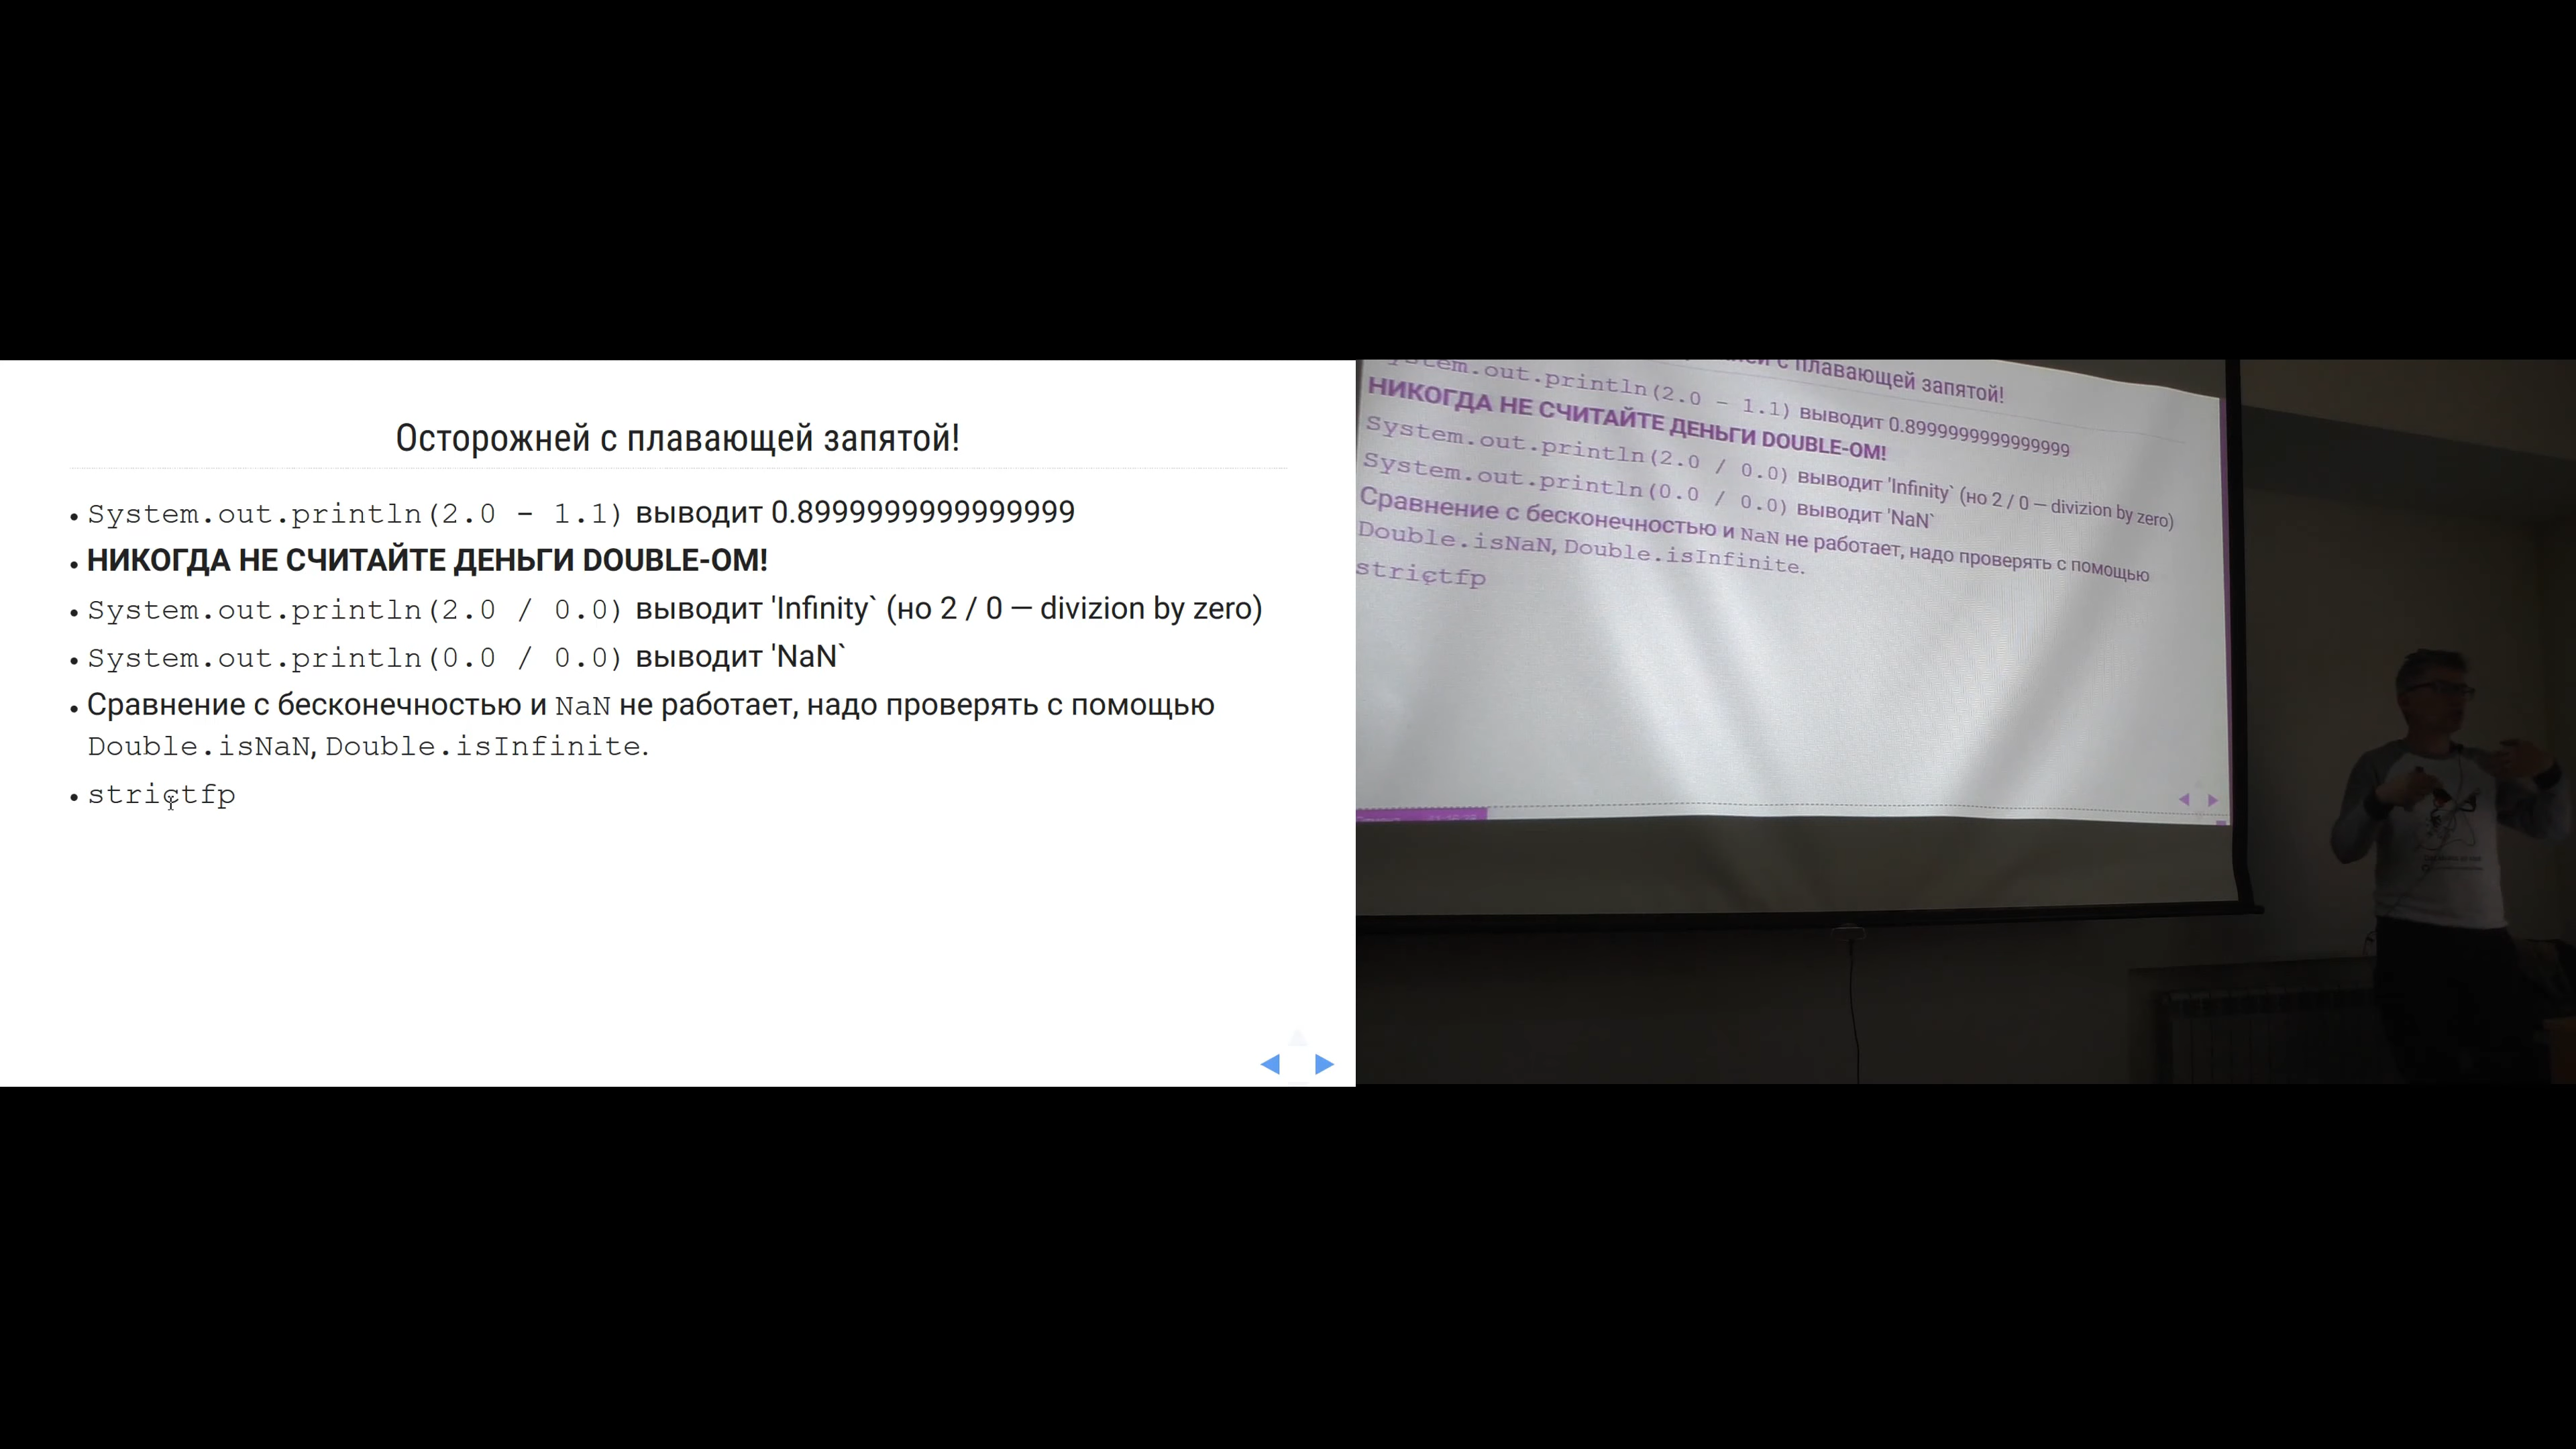 Осторожней с плавающей запятой!
• System.out.println(2.0 - 1.1) выводит 0.8999999999999999
• НИКОГДА НЕ СЧИТАЙТЕ ДЕНЬГИ DOUBLE-ОМ!
• System.out.println(2.0 / 0.0) выводит 'Infinity` (но 2 / 0 — divizion by zero)
• System.out.println(0.0 / 0.0) выводит 'NaN`
• Сравнение с бесконечностью и NaN не работает, надо проверять с помощью
Double.isNaN, Double.isInfinite.
• strictfp
с плавающей запятой!
System.out.println(2.0 - 1.1) выводит 0.8999999999999999
НИКОГДА НЕ СЧИТАЙТЕ ДЕНЬГИ DOUBLE-ОМ!
System.out.println(2.0 / 0.0) выводит 'Infinity` (но 2 / 0 — divizion by zero)
System.out.println(0.0 / 0.0) выводит 'NaN`
Сравнение с бесконечностью и NaN не работает, надо проверять с помощью
Double.isNaN, Double.isInfinite.
strictfp